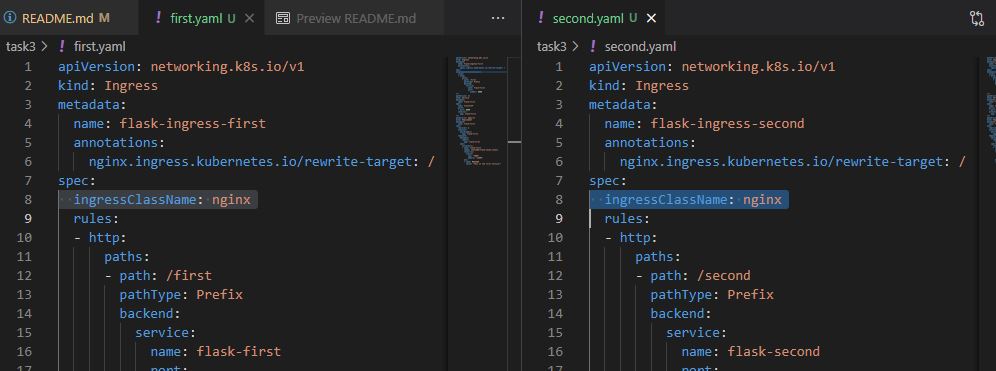 README.md M
first.yaml U
Preview README.md
task3 > first.yaml
1 apiVersion: networking.k8s.io/v1
2 kind: Ingress
3 metadata:
4 name: flask-ingress-first
5 annotations:
6 nginx.ingress.kubernetes.io/rewrite-target: /
7 spec:
8 ingressClassName: nginx
9 rules:
10 - http:
11 paths:
12 - path: /first
13 pathType: Prefix
14 backend:
15 service:
16 name: flask-first
17 port:
second.yaml U
task3 > second.yaml
1 apiVersion: networking.k8s.io/v1
2 kind: Ingress
3 metadata:
4 name: flask-ingress-second
5 annotations:
6 nginx.ingress.kubernetes.io/rewrite-target: /
7 spec:
8 ingressClassName: nginx
9 rules:
10 - http:
11 paths:
12 - path: /second
13 pathType: Prefix
14 backend:
15 service:
16 name: flask-second
17 port: